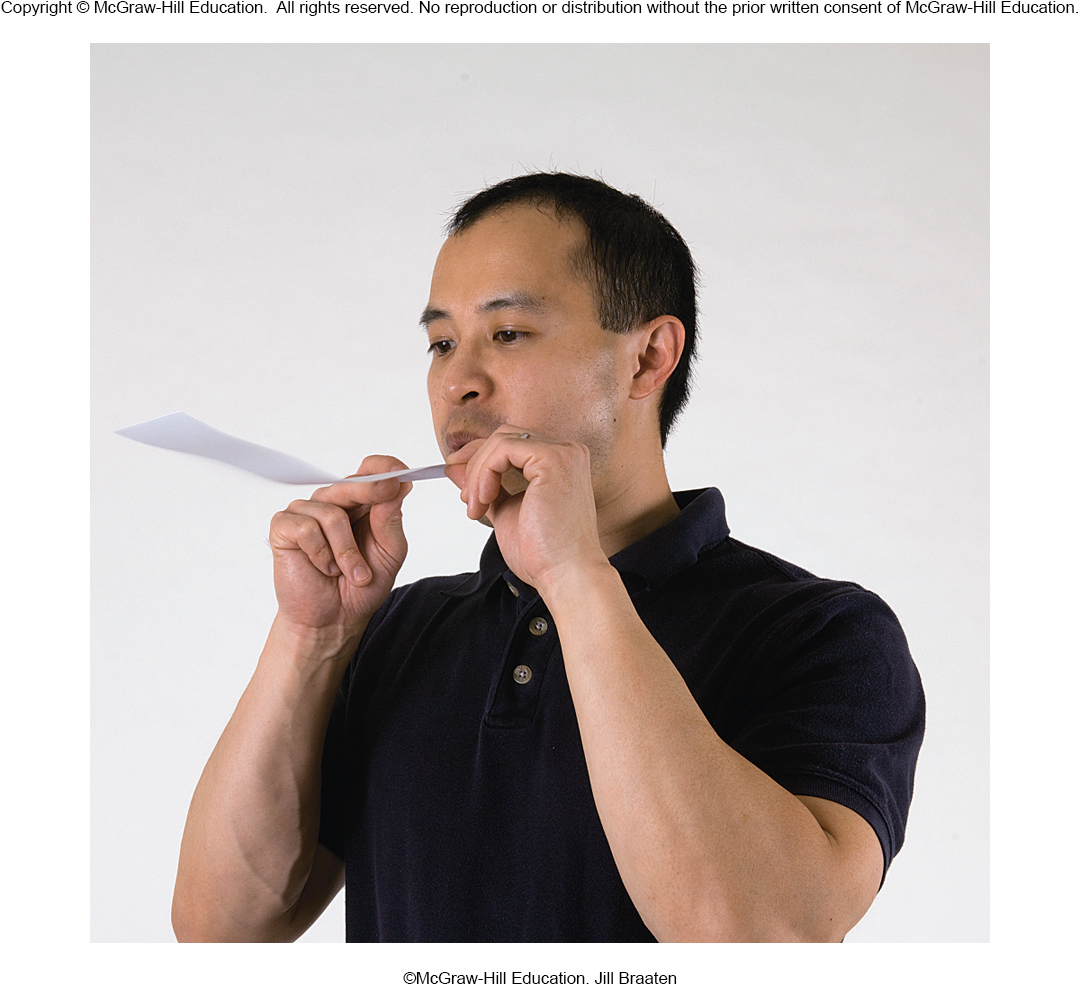 Copyright © McGraw-Hill Education.  All rights reserved. No reproduction or distribution without the prior written consent of McGraw-Hill Education.
©McGraw-Hill Education. Jill Braaten